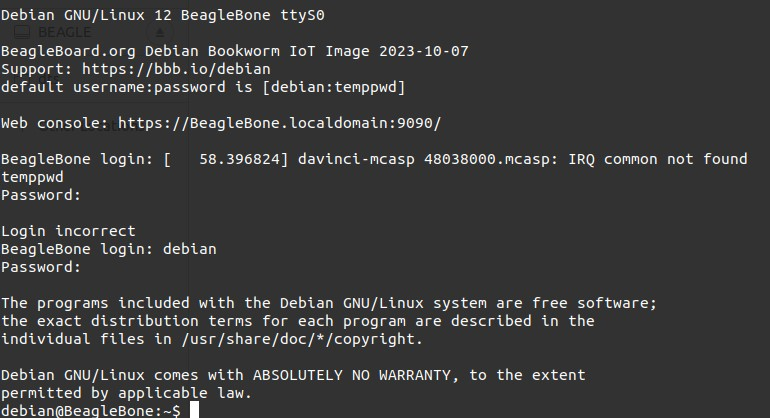 Debian GNU/Linux 12 BeagleBone ttyS0
BEAGLE
BeagleBoard.org Debian Bookworm IoT Image 2023-10-07
Support: https://bbb.io/debian
default username:password is [debian:temppwd]
Web console: https://BeagleBone.localdomain:9090/
BeagleBone login: [   58.396824] davinci-mcasp 48038000.mcasp: IRQ common not found
temppwd
Password:
Login incorrect
BeagleBone login: debian
Password:
The programs included with the Debian GNU/Linux system are free software;
the exact distribution terms for each program are described in the
individual files in /usr/share/doc/*/copyright.
Debian GNU/Linux comes with ABSOLUTELY NO WARRANTY, to the extent
permitted by applicable law.
debian@BeagleBone:~$